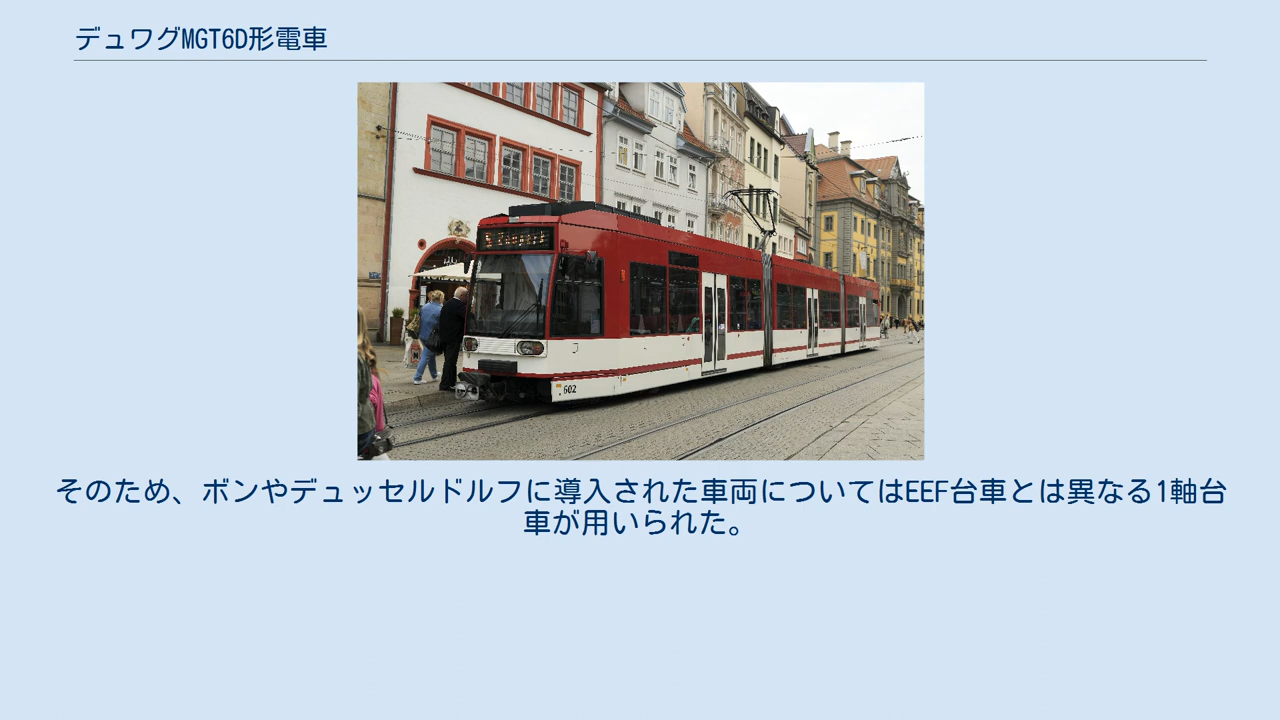 デュワグMGT6D形電車
602
そのため、ボンやデュッセルドルフに導入された車両についてはEEF台車とは異なる1軸台
車が用いられた。